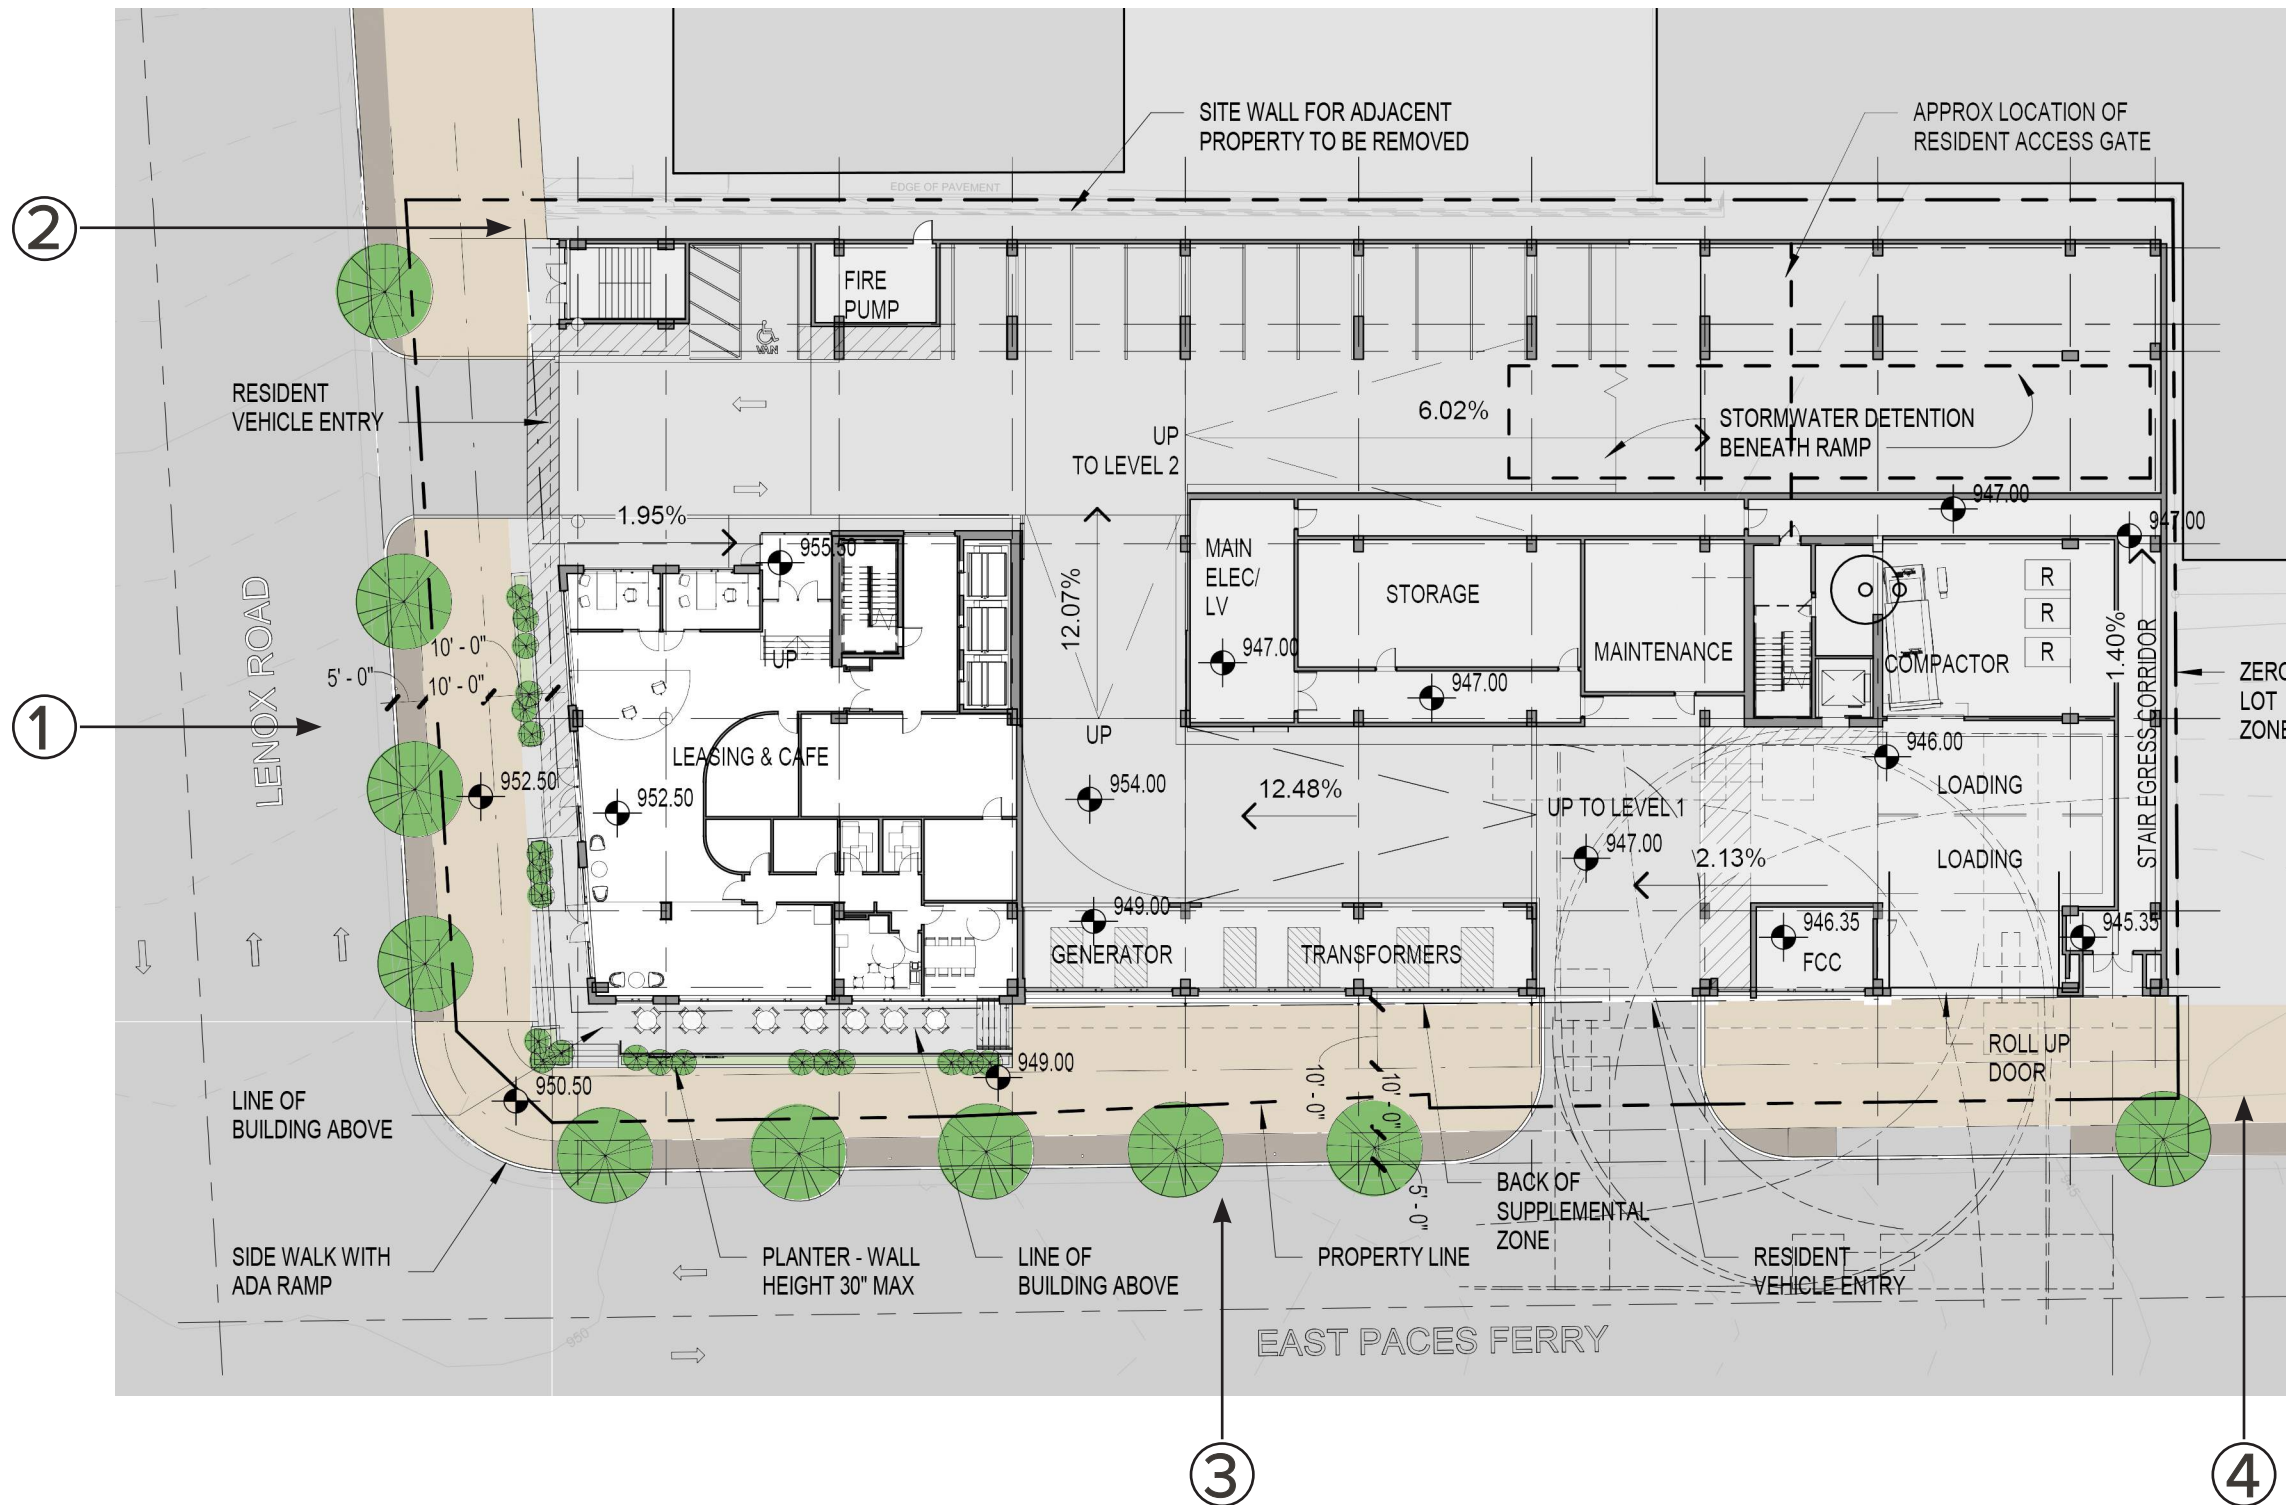 SITE WALL FOR ADJACENT
PROPERTY TO BE REMOVED
APPROX LOCATION OF
RESIDENT ACCESS GATE
EDGE OF PAVEMENT
2
FIRE
PUMP
VAN
RESIDENT
VEHICLE ENTRY
6.02%
STORMWATER DETENTION
BENEATH RAMP
UP
TO LEVEL 2
1.95%
955.50
947.00
947.00
MAIN
ELEC/
LV
STORAGE
12.07%
R
R
R
LENOX ROAD
10' - 0"
5' - 0"
10' - 0"
UP
947.00
MAINTENANCE
COMPACTOR
1.40%
STAIR EGRESS CORRIDOR
947.00
ZERO
LOT
ZONE
1
UP
LEASING & CAFE
946.00
952.50
952.50
954.00
12.48%
UP TO LEVEL 1
LOADING
947.00
2.13%
LOADING
949.00
946.35
945.35
GENERATOR
TRANSFORMERS
FCC
ROLL UP
DOOR
949.00
950.50
10' - 0"
10' - 0"
LINE OF
BUILDING ABOVE
BACK OF
SUPPLEMENTAL
ZONE
5' - 0"
945
SIDE WALK WITH
ADA RAMP
PLANTER - WALL
HEIGHT 30" MAX
LINE OF
BUILDING ABOVE
PROPERTY LINE
RESIDENT
VEHICLE ENTRY
950
EAST PACES FERRY
3
4